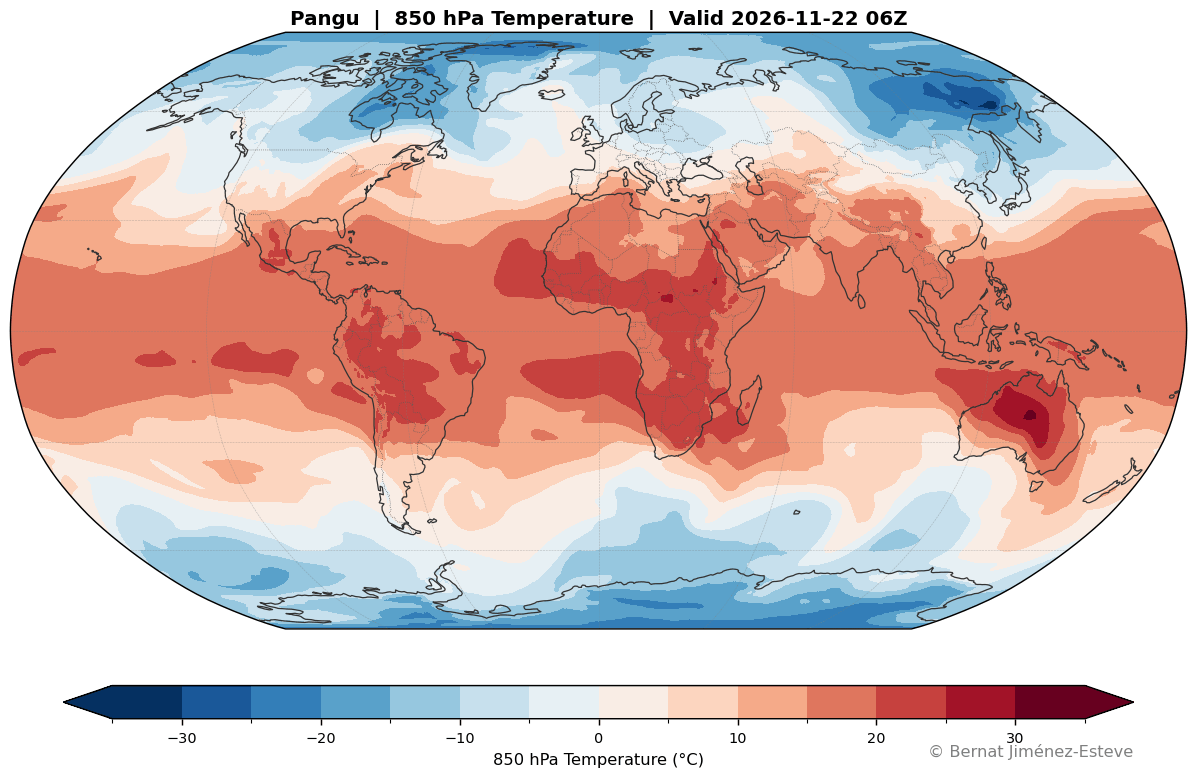 Pangu  |  850 hPa Temperature  |  Valid 2026-11-22 06Z
−30 −20 −10 0 10 20 30
850 hPa Temperature (°C)
© Bernat Jiménez-Esteve